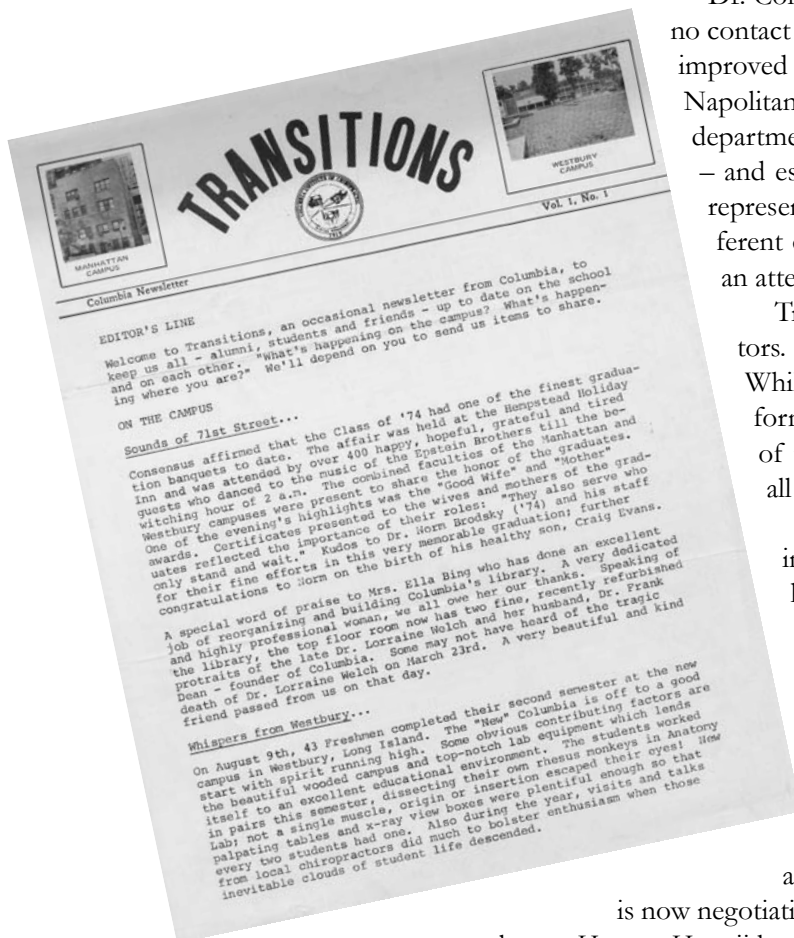 TRANSITIONS
MANHATTAN
CAMPUS
WESTBURY
CAMPUS
Columbia Newsletter
Vol. 1, No. 1
EDITOR'S LINE
Welcome to Transitions, an occasional newsletter from Columbia, to
keep us all - alumni, students and friends - up to date on the school
and on each other. "What's happening on the campus? What's happen-
ing where you are?" We'll depend on you to send us items to share.
ON THE CAMPUS
Sounds of 71st Street...
Consensus affirmed that the Class of '74 had one of the finest gradua-
tion banquets to date. The affair was held at the Hempstead Holiday
Inn and was attended by over 400 happy, hopeful, grateful and tired
guests who danced to the music of the Epstein Brothers till the be-
witching hour of 2 a.m. The combined faculties of the Manhattan and
Westbury campuses were present to share the honor of the graduates.
One of the evening's highlights was the "Good Wife" and "Mother"
awards. Certificates presented to the wives and mothers of the grad-
uates reflected the importance of their roles: "They also serve who
only stand and wait." Kudos to Dr. Norm Brodsky ('74) and his staff
for their fine efforts in this very memorable graduation; further
congratulations to Norm on the birth of his healthy son, Craig Evans.
A special word of praise to Mrs. Ella Bing who has done an excellent
job of reorganizing and building Columbia's library. A very dedicated
and highly professional woman, we all owe her our thanks. Speaking of
the library, the top floor room now has two fine, recently refurbished
protraits of the late Dr. Lorraine Welch and her husband, Dr. Frank
Dean - founder of Columbia. Some may not have heard of the tragic
death of Dr. Lorraine Welch on March 23rd. A very beautiful and kind
friend passed from us on that day.
Whispers from Westbury...
On August 9th, 43 Freshmen completed their second semester at the new
campus in Westbury, Long Island. The "New" Columbia is off to a good
start with spirit running high. Some obvious contributing factors are
the beautiful wooded campus and top-notch lab equipment which lends
itself to an excellent educational environment. The students worked
in pairs this semester, dissecting their own rhesus monkeys in Anatomy
Lab; not a single muscle, origin or insertion escaped their eyes! New
palpating tables and x-ray view boxes were plentiful enough so that
every two students had one. Also during the year, visits and talks
from local chiropractors did much to bolster enthusiasm when those
inevitable clouds of student life descended.
no contact
improved
Napolitan
departme
– and es
represer
ferent
an atte
tors.
Whis
form
of
all
is now negotiati